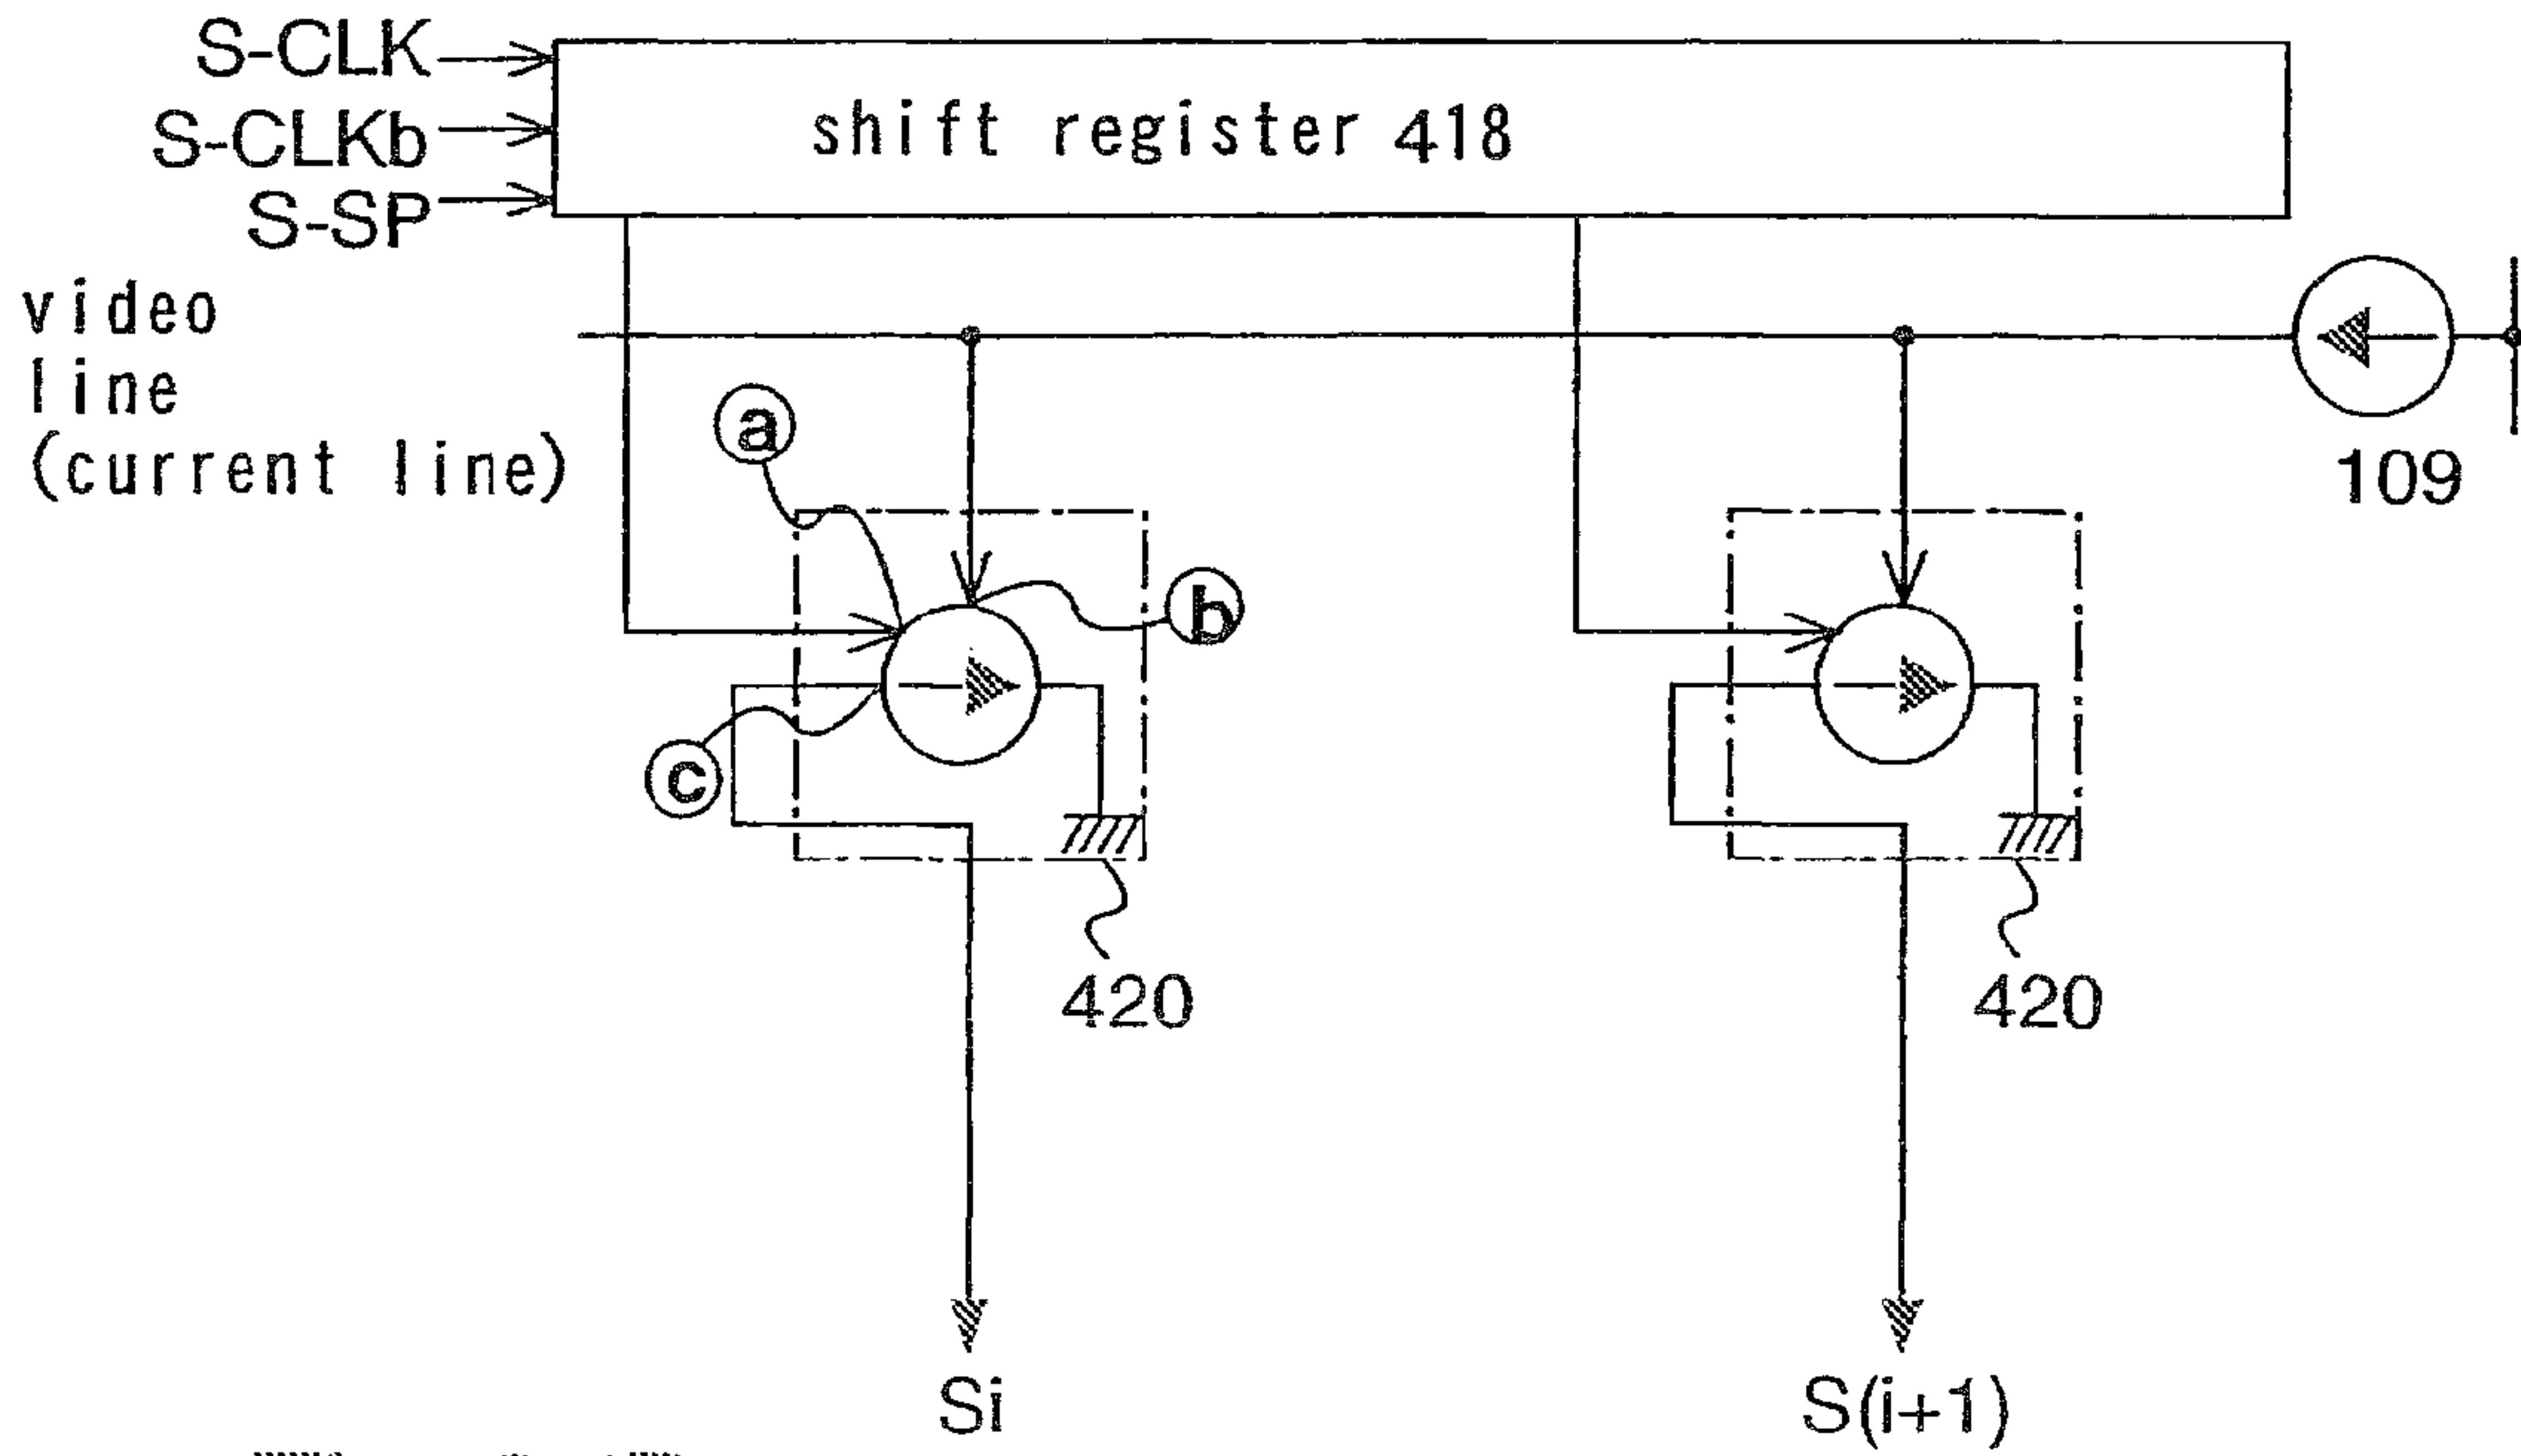 S-CLK
S-CLKb
S-SP
shift register 418
video
line
(current line)
109
a
b
c
420
420
Si
S(i+1)